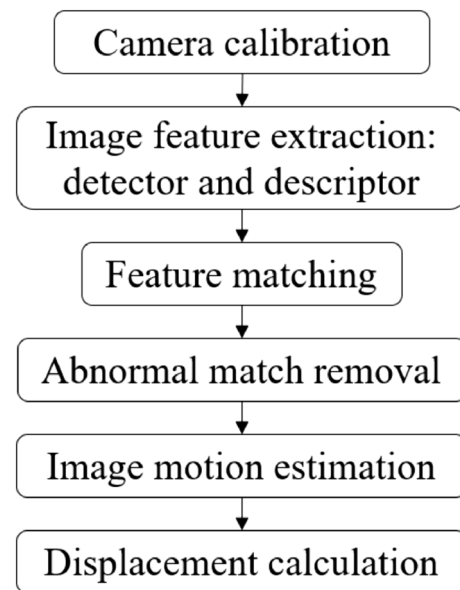 Camera calibration
Image feature extraction:
detector and descriptor
Feature matching
Abnormal match removal
Image motion estimation
Displacement calculation